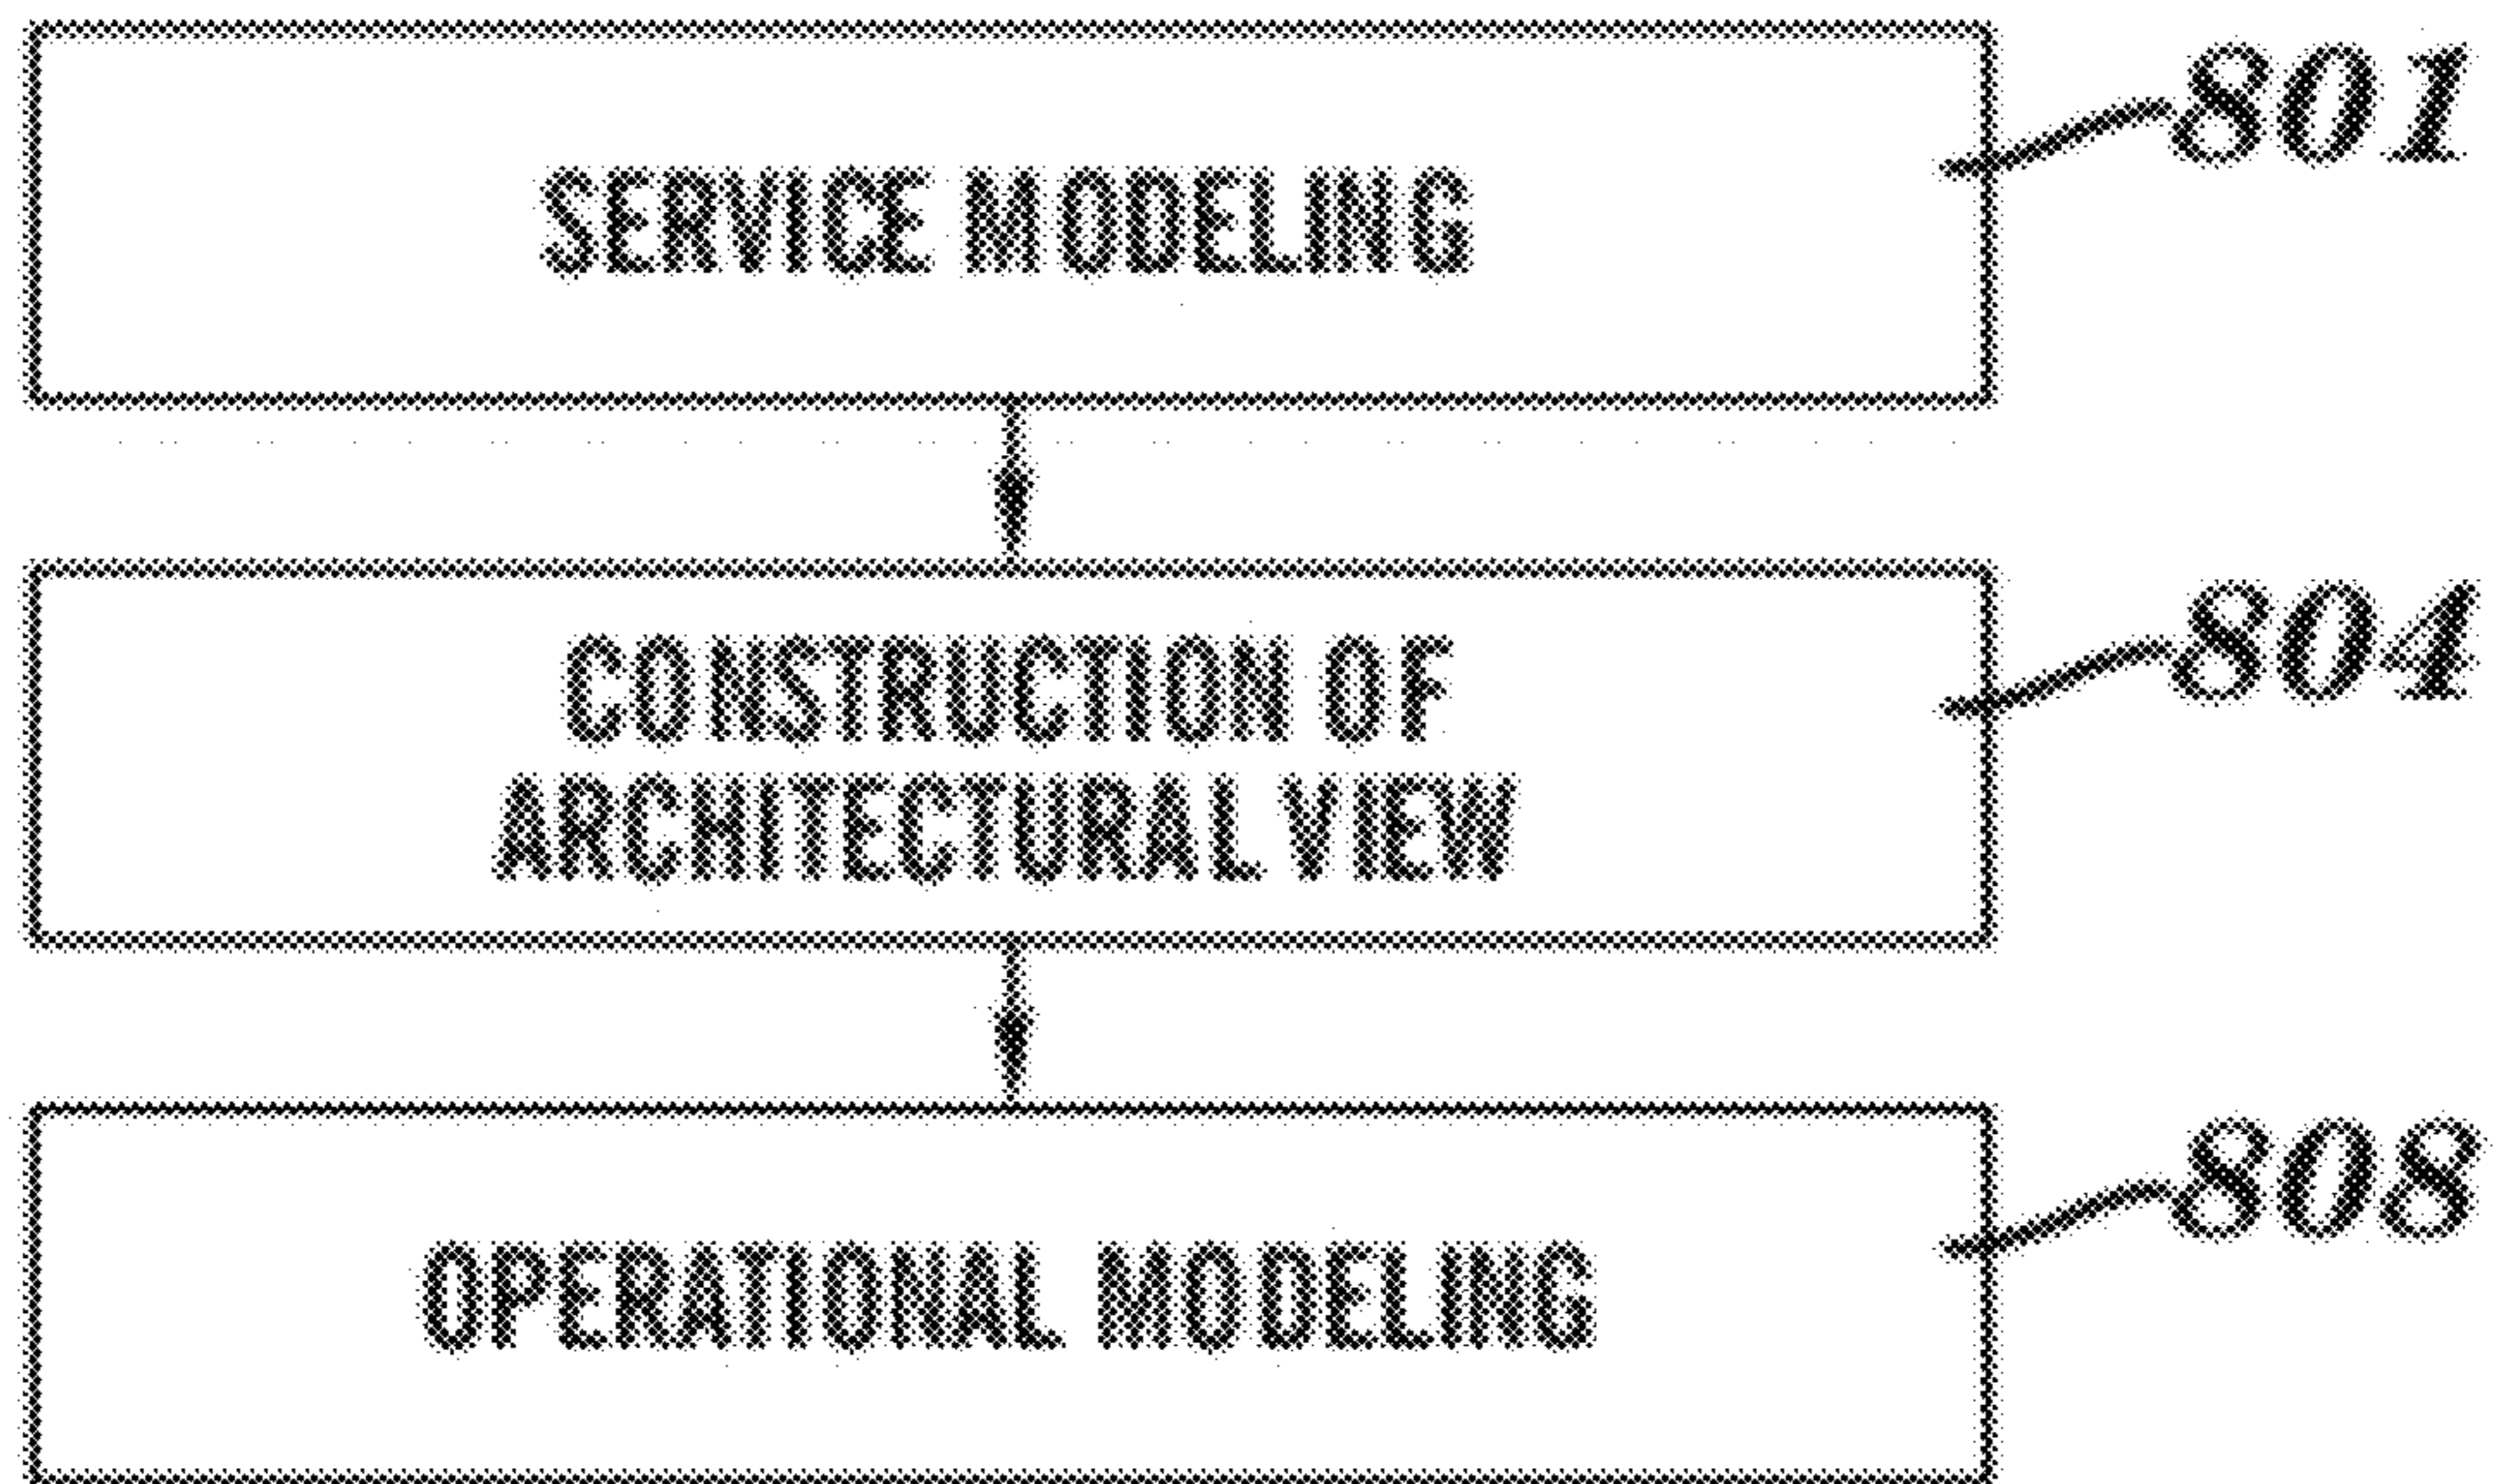 SERVICE MODELING
801
CONSTRUCTION OF
ARCHITECTURAL VIEW
804
OPERATIONAL MODELING
808